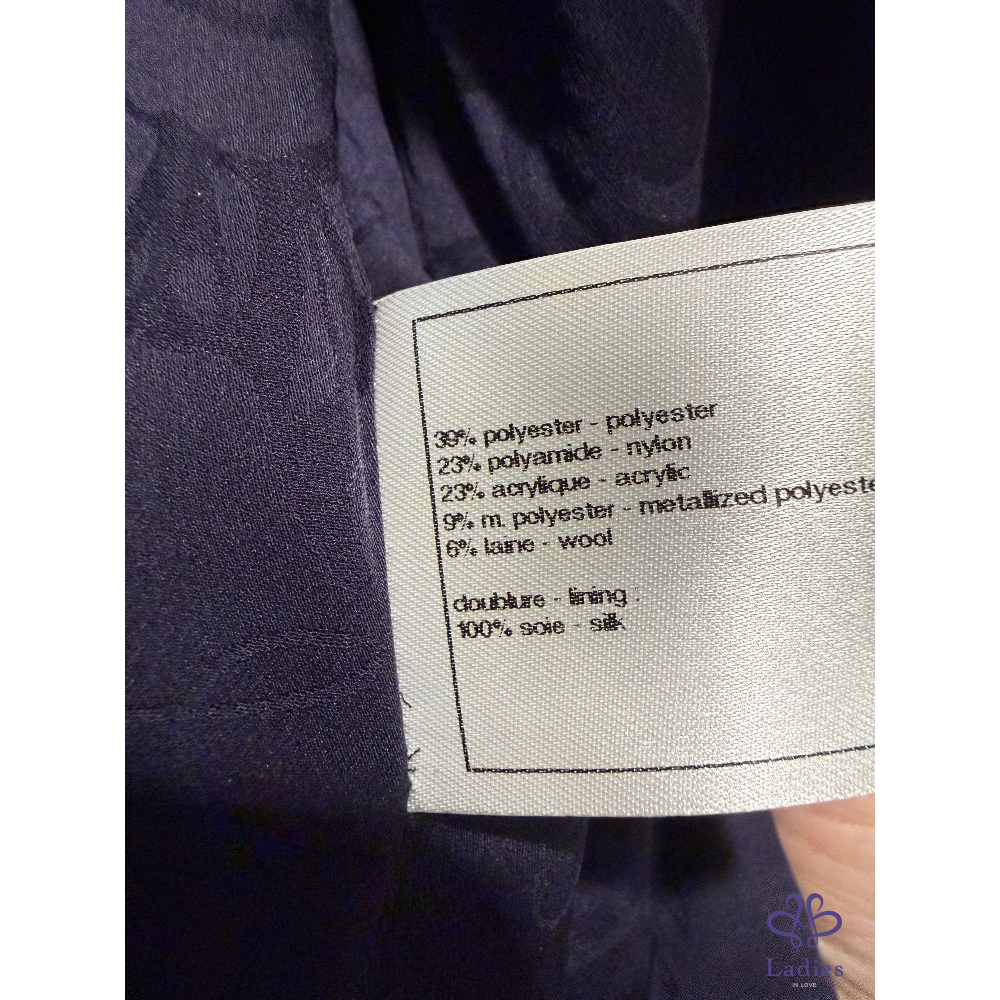 39% polyester - polyester
23% polyamide - nylon
23% acrylique - acrylic
9% m. polyester - metallized polyeste
6% laine - wool
doublure - lining :
100% soie - silk
Ladies
IN LOVE